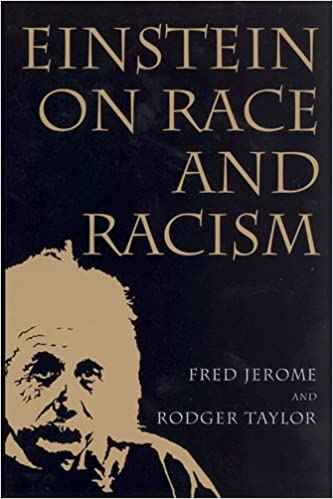 EINSTEIN
ON RACE
AND
RACISM
FRED JEROME
AND
RODGER TAYLOR